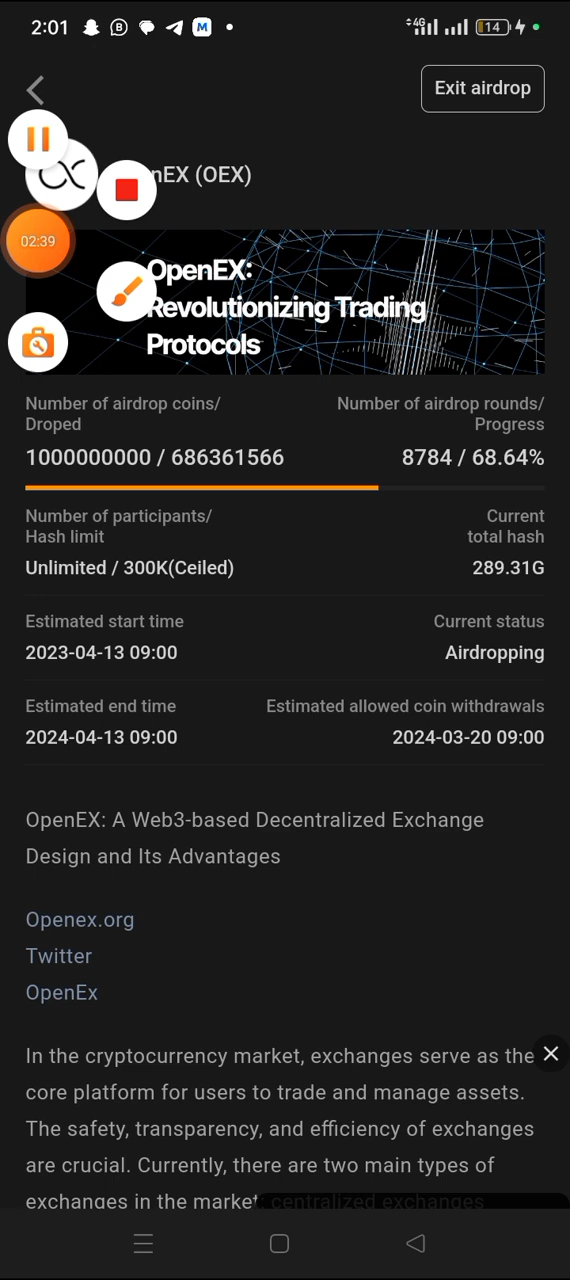 2:01
4G
14
Exit airdrop
nEX (OEX)
02:39
OpenEX:
Revolutionizing Trading
Protocols
Number of airdrop coins/
Droped
Number of airdrop rounds/
Progress
1000000000 / 686361566
8784 / 68.64%
Number of participants/
Hash limit
Current
total hash
Unlimited / 300K(Ceiled)
289.31G
Estimated start time
Current status
2023-04-13 09:00
Airdropping
Estimated end time
Estimated allowed coin withdrawals
2024-04-13 09:00
2024-03-20 09:00
OpenEX: A Web3-based Decentralized Exchange
Design and Its Advantages
Openex.org
Twitter
OpenEx
In the cryptocurrency market, exchanges serve as the
core platform for users to trade and manage assets.
The safety, transparency, and efficiency of exchanges
are crucial. Currently, there are two main types of
exchanges in the market: centralized exchanges